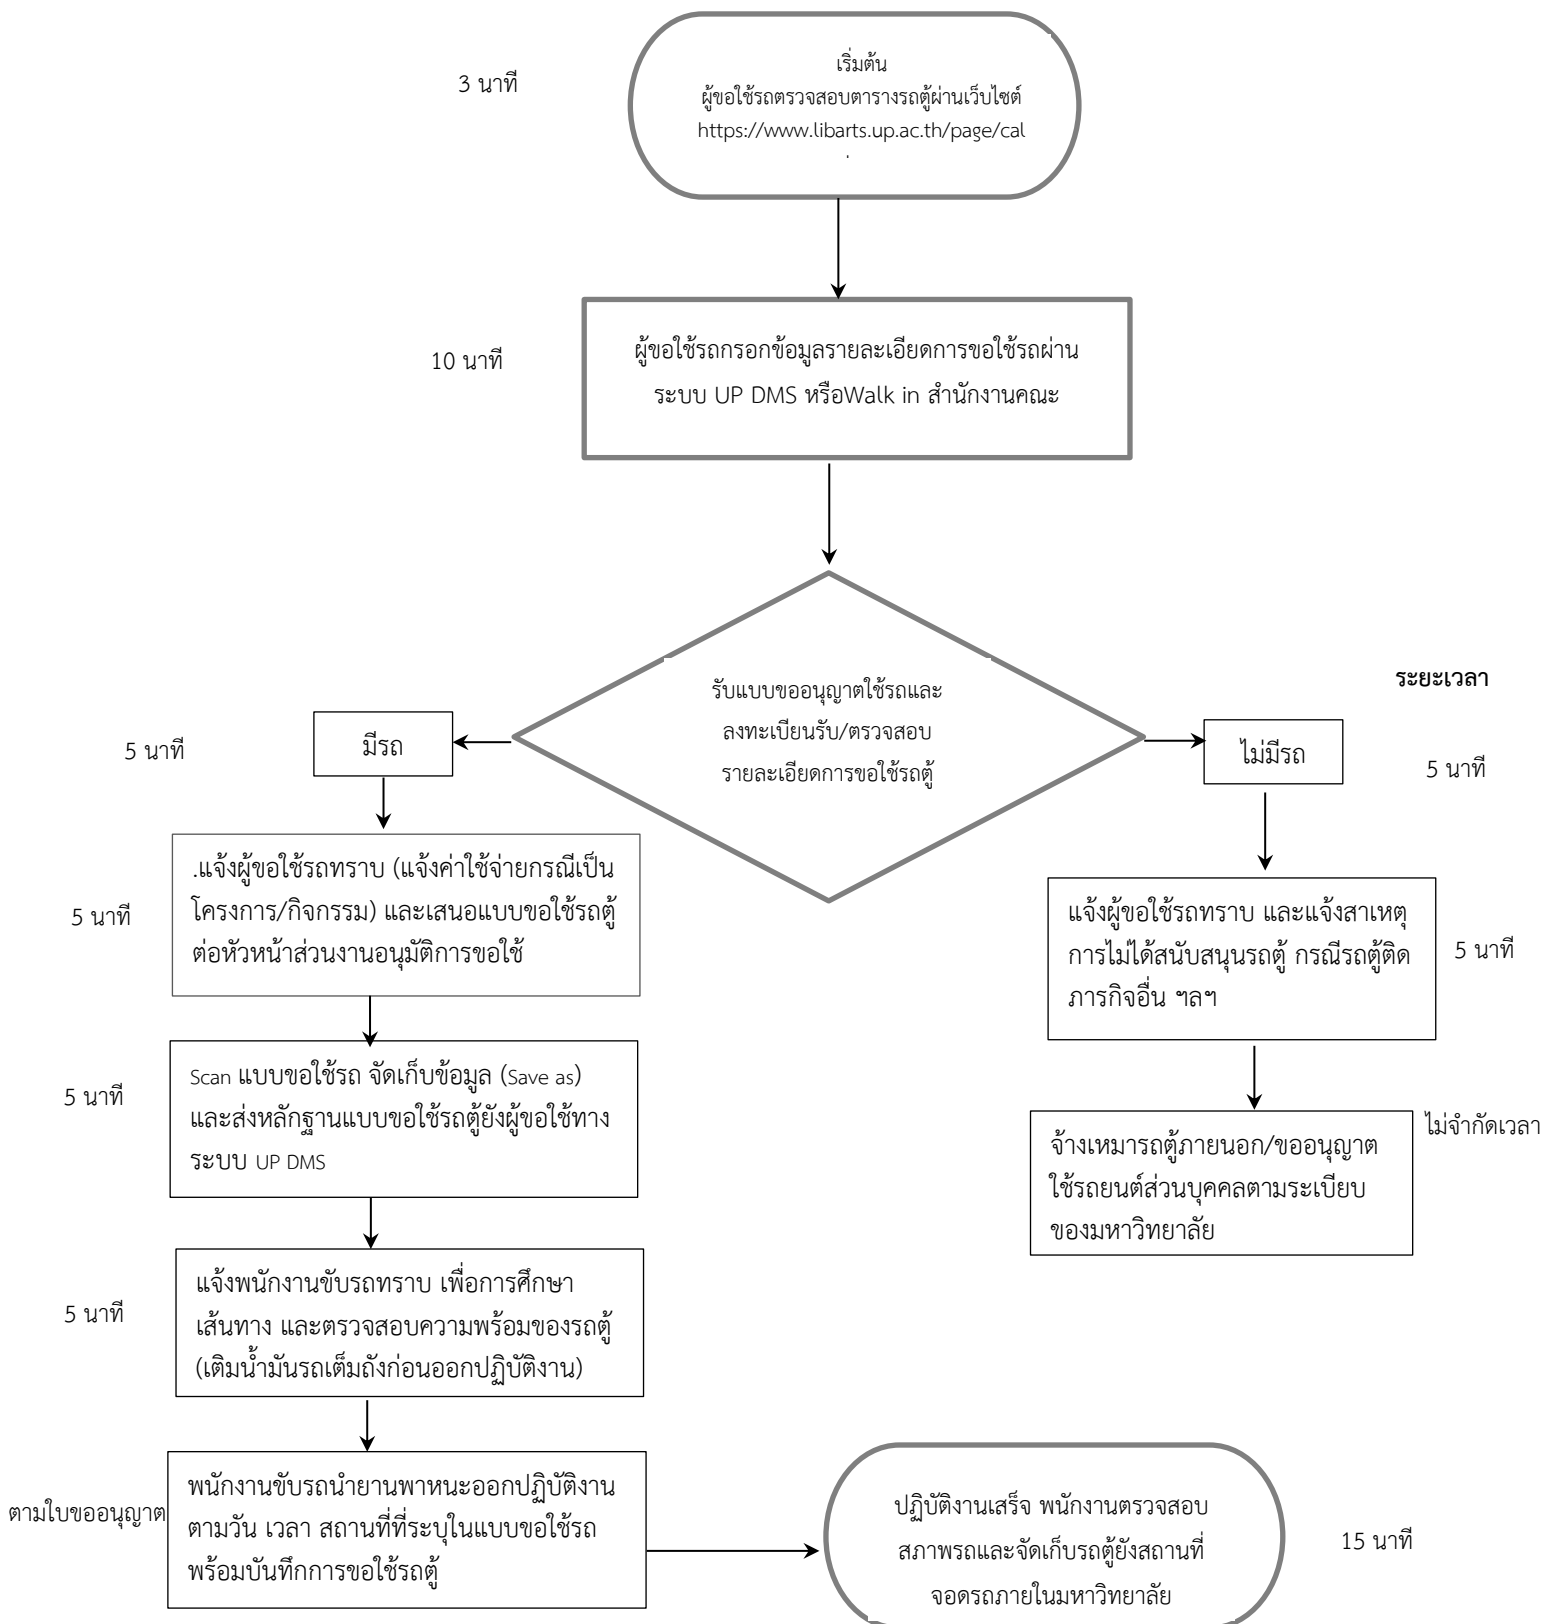 3 นาที
เริ่มต้น
ผู้ขอใช้รถตรวจสอบตารางรถตู้ผ่านเว็บไซต์
https://www.libarts.up.ac.th/page/cal
10 นาที
ผู้ขอใช้รถกรอกข้อมูลรายละเอียดการขอใช้รถผ่าน
ระบบ UP DMS หรือWalk in สำนักงานคณะ
รับแบบขออนุญาตใช้รถและ
ลงทะเบียนรับ/ตรวจสอบ
รายละเอียดการขอใช้รถตู้
ระยะเวลา
5 นาที
มีรถ
ไม่มีรถ
5 นาที
5 นาที
.แจ้งผู้ขอใช้รถทราบ (แจ้งค่าใช้จ่ายกรณีเป็น
โครงการ/กิจกรรม) และเสนอแบบขอใช้รถตู้
ต่อหัวหน้าส่วนงานอนุมัติการขอใช้
แจ้งผู้ขอใช้รถทราบ และแจ้งสาเหตุ
การไม่ได้สนับสนุนรถตู้ กรณีรถตู้ติด
ภารกิจอื่น ฯลฯ
5 นาที
5 นาที
Scan แบบขอใช้รถ จัดเก็บข้อมูล (Save as)
และส่งหลักฐานแบบขอใช้รถตู้ยังผู้ขอใช้ทาง
ระบบ UP DMS
จ้างเหมารถตู้ภายนอก/ขออนุญาต
ใช้รถยนต์ส่วนบุคคลตามระเบียบ
ของมหาวิทยาลัย
ไม่จำกัดเวลา
5 นาที
แจ้งพนักงานขับรถทราบ เพื่อการศึกษา
เส้นทาง และตรวจสอบความพร้อมของรถตู้
(เติมน้ำมันรถเต็มถังก่อนออกปฏิบัติงาน)
ตามใบขออนุญาต
พนักงานขับรถนำยานพาหนะออกปฏิบัติงาน
ตามวัน เวลา สถานที่ที่ระบุในแบบขอใช้รถ
พร้อมบันทึกการขอใช้รถตู้
ปฏิบัติงานเสร็จ พนักงานตรวจสอบ
สภาพรถและจัดเก็บรถตู้ยังสถานที่
จอดรถภายในมหาวิทยาลัย
15 นาที